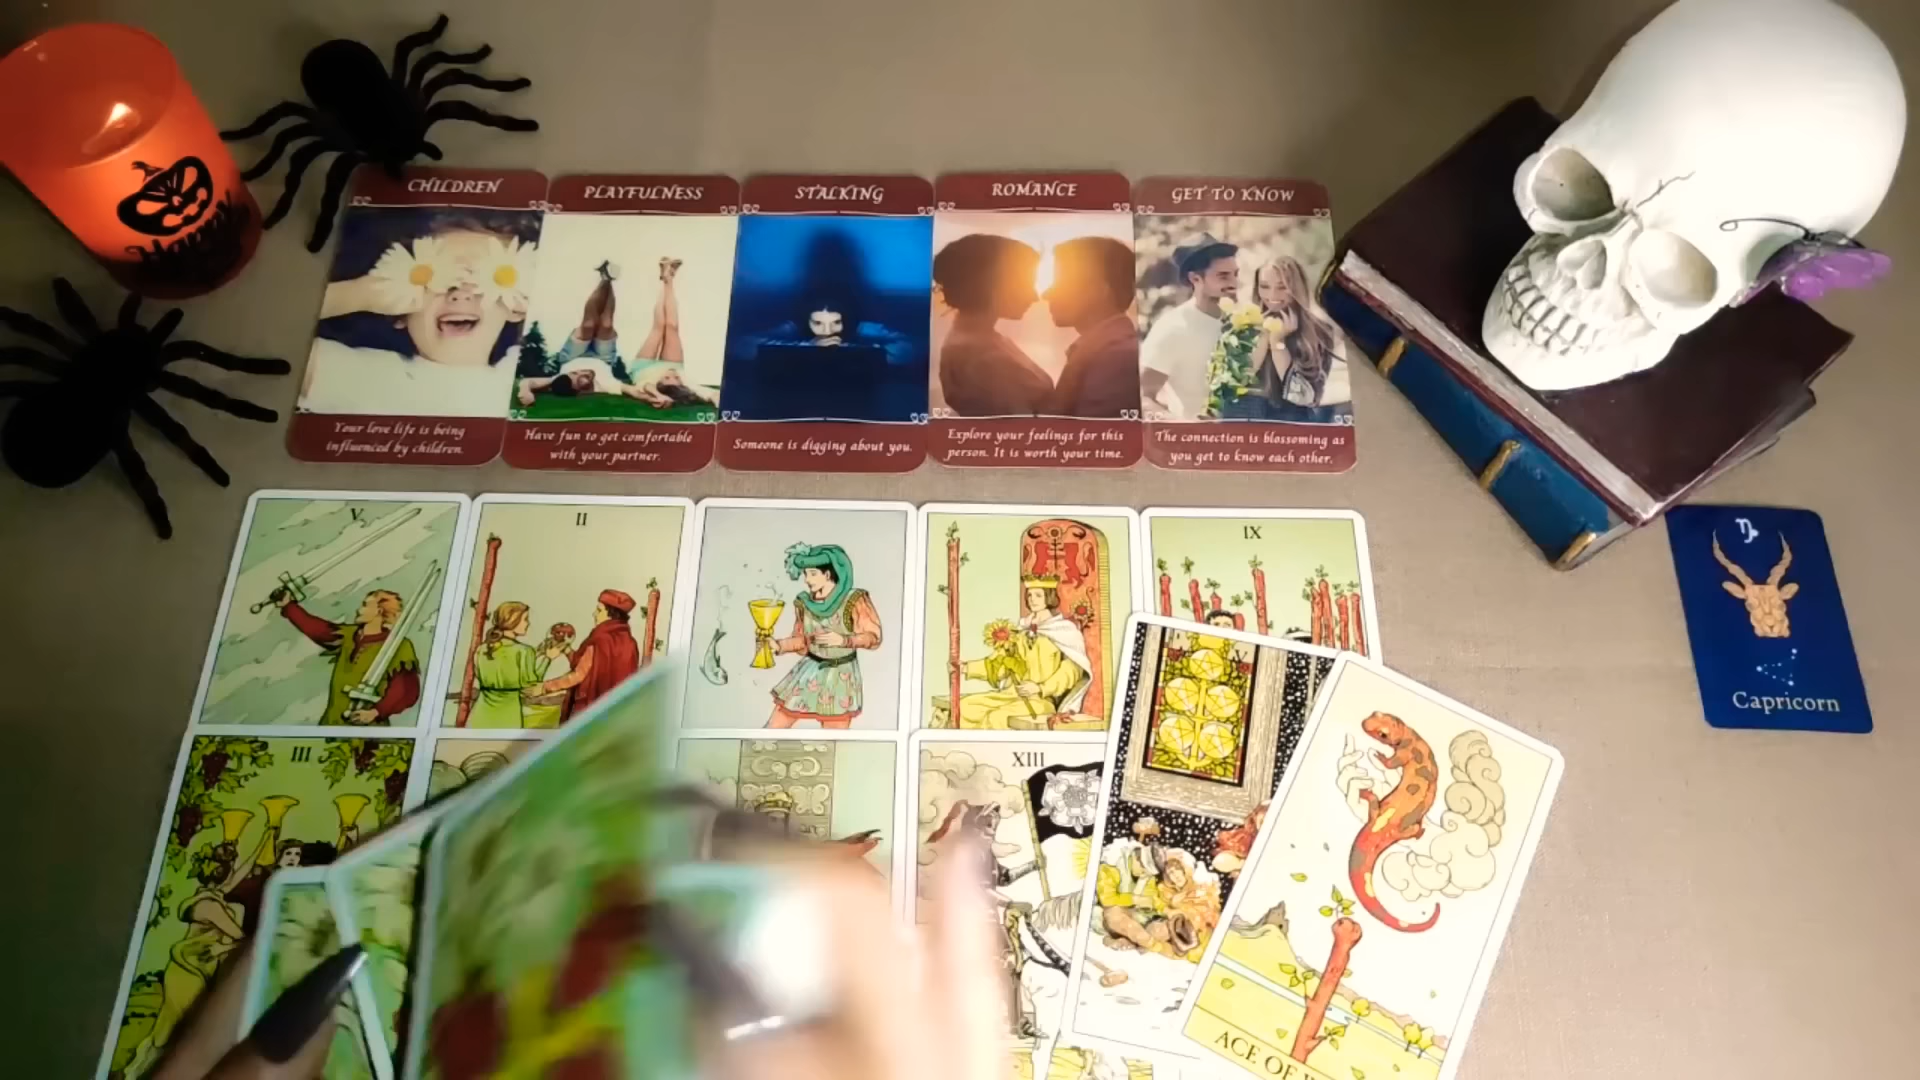 CHILDREN
PLAYFULNESS
STALKING
ROMANCE
GET TO KNOW
Your love life is being
influenced by children.
Have fun to get comfortable
with your partner.
Someone is digging about you.
Explore your feelings for this
person. It is worth your time.
The connection is blossoming as
you get to know each other.
V
II
IX
Capricorn
III
XIII
ACE OF